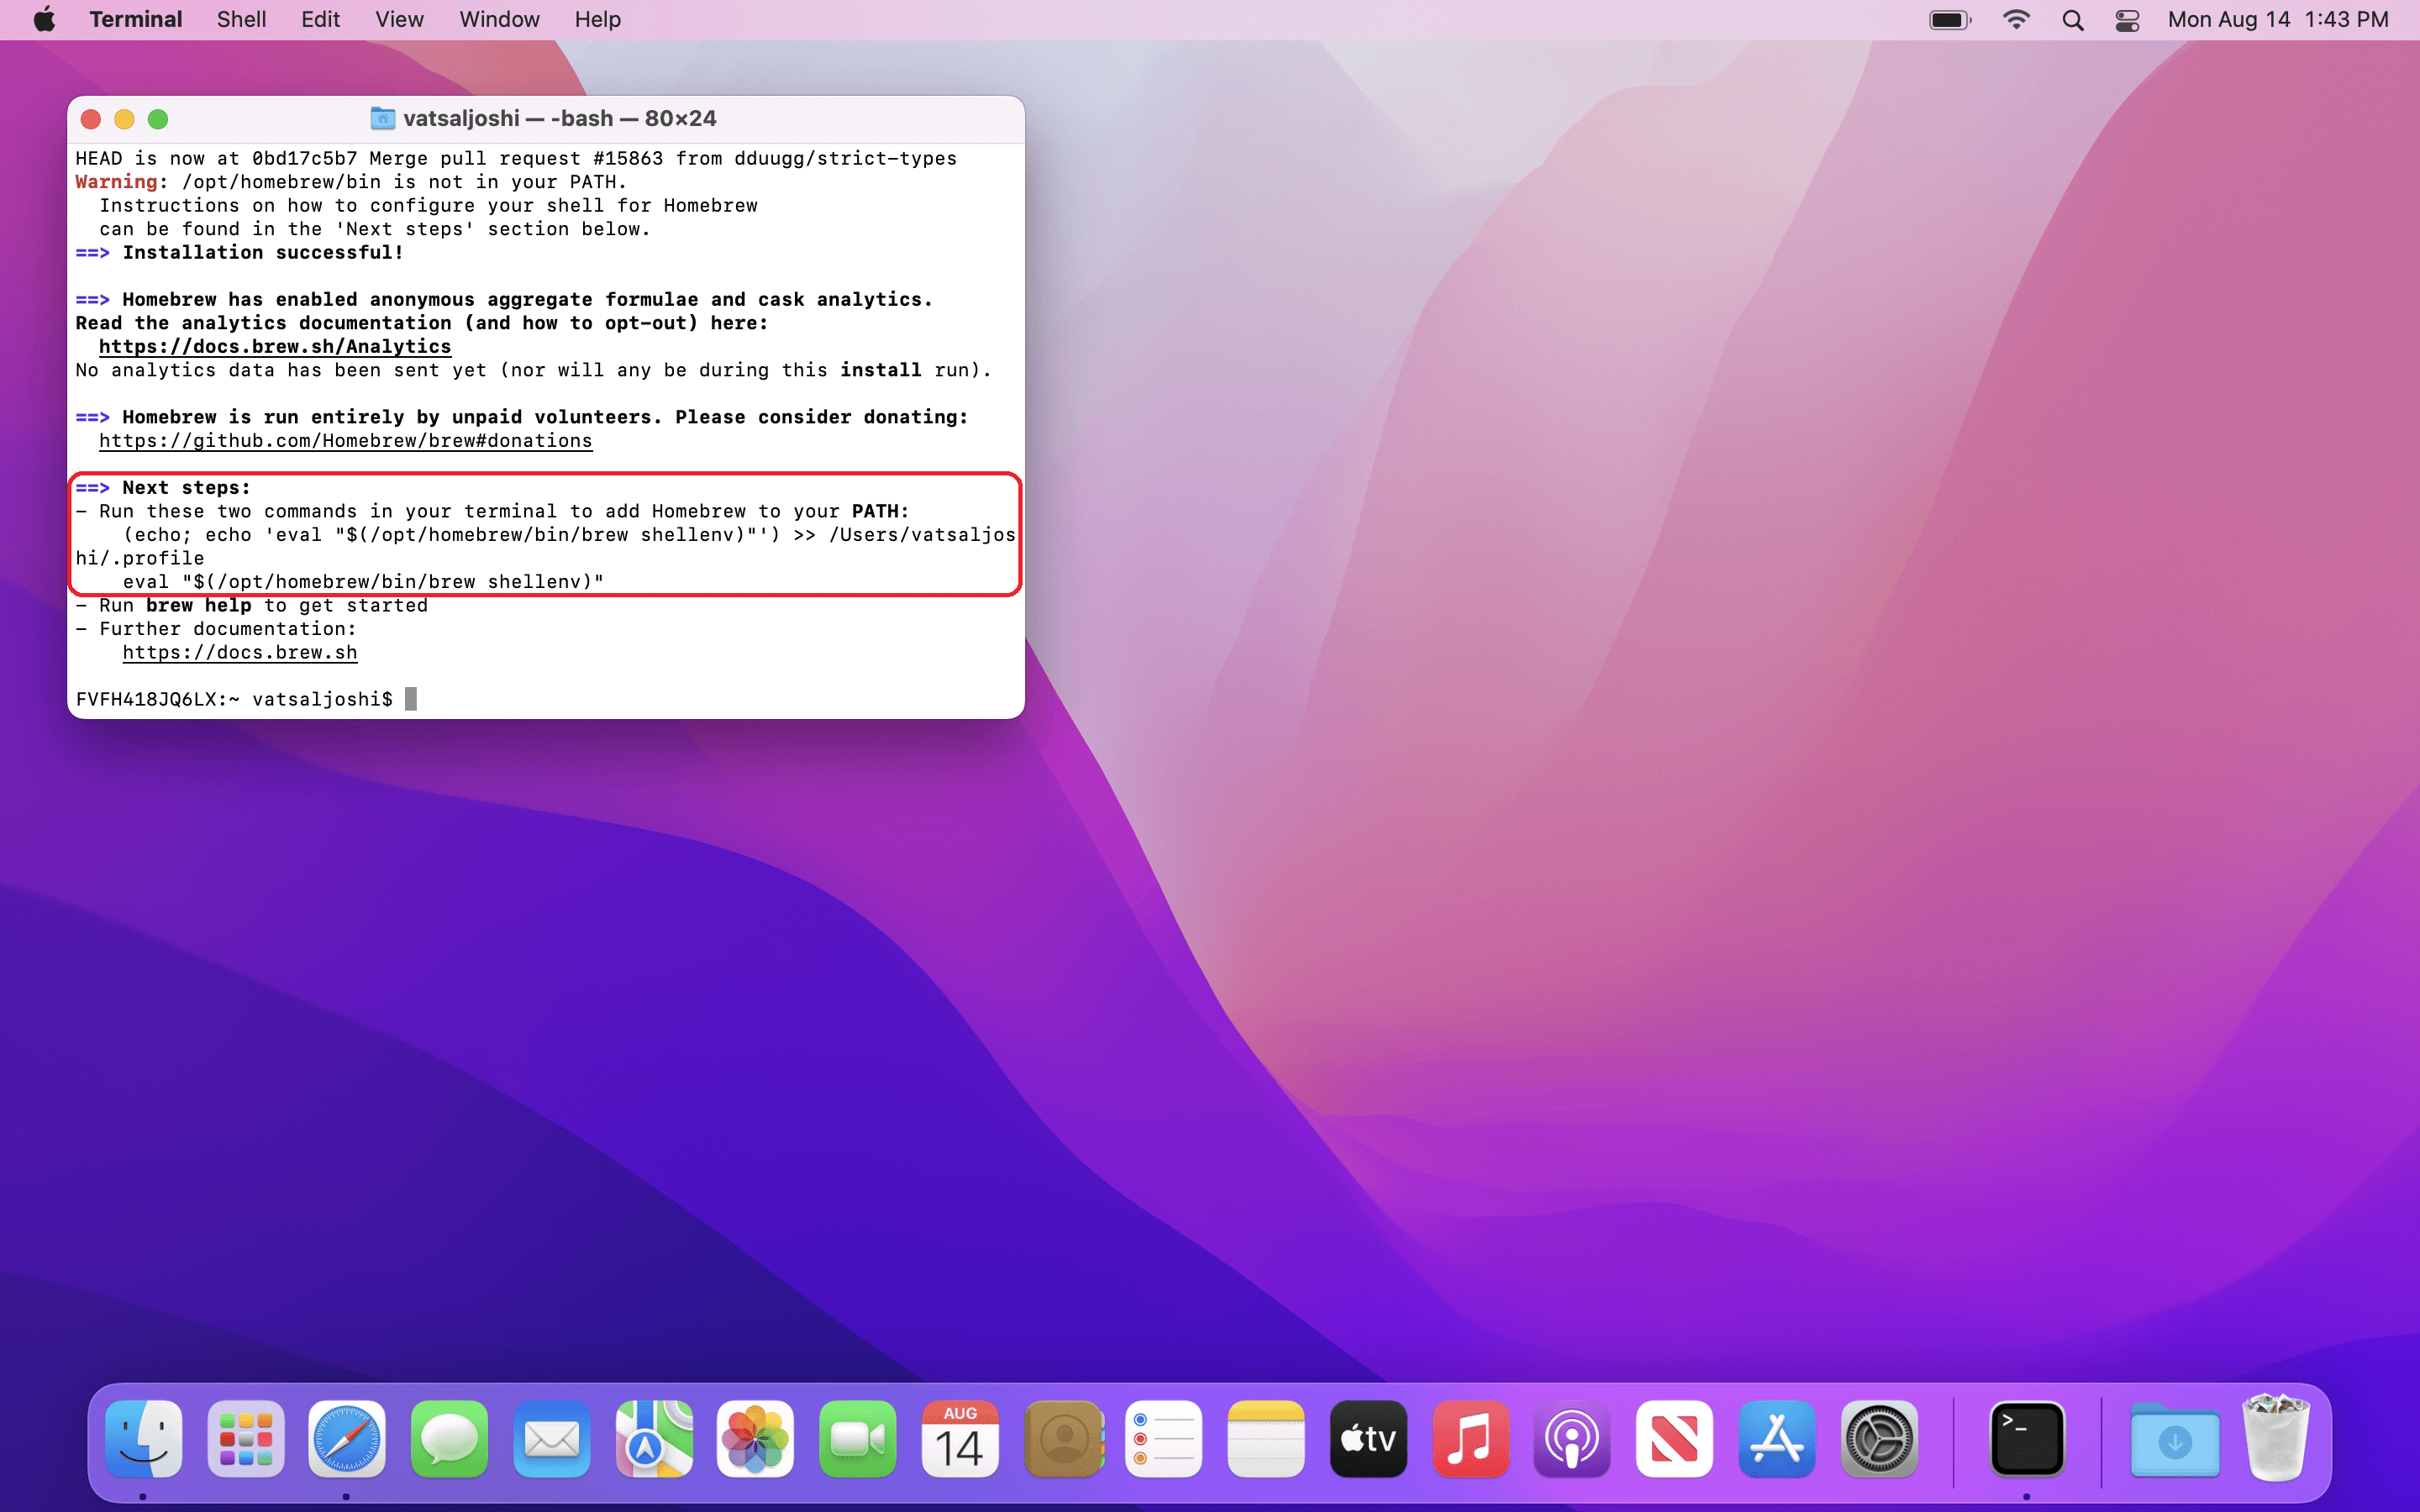 Terminal Shell Edit View Window Help Mon Aug 14 1:43 PM
vatsaljoshi — -bash — 80×24
HEAD is now at 0bd17c5b7 Merge pull request #15863 from dduugg/strict-types
Warning: /opt/homebrew/bin is not in your PATH.
  Instructions on how to configure your shell for Homebrew
  can be found in the 'Next steps' section below.
==> Installation successful!

==> Homebrew has enabled anonymous aggregate formulae and cask analytics.
Read the analytics documentation (and how to opt-out) here:
  https://docs.brew.sh/Analytics
No analytics data has been sent yet (nor will any be during this install run).

==> Homebrew is run entirely by unpaid volunteers. Please consider donating:
  https://github.com/Homebrew/brew#donations

==> Next steps:
- Run these two commands in your terminal to add Homebrew to your PATH:
    (echo; echo 'eval "$(/opt/homebrew/bin/brew shellenv)"') >> /Users/vatsaljos
hi/.profile
    eval "$(/opt/homebrew/bin/brew shellenv)"
- Run brew help to get started
- Further documentation:
    https://docs.brew.sh

FVFH418JQ6LX:~ vatsaljoshi$
AUG
14
tv
>_